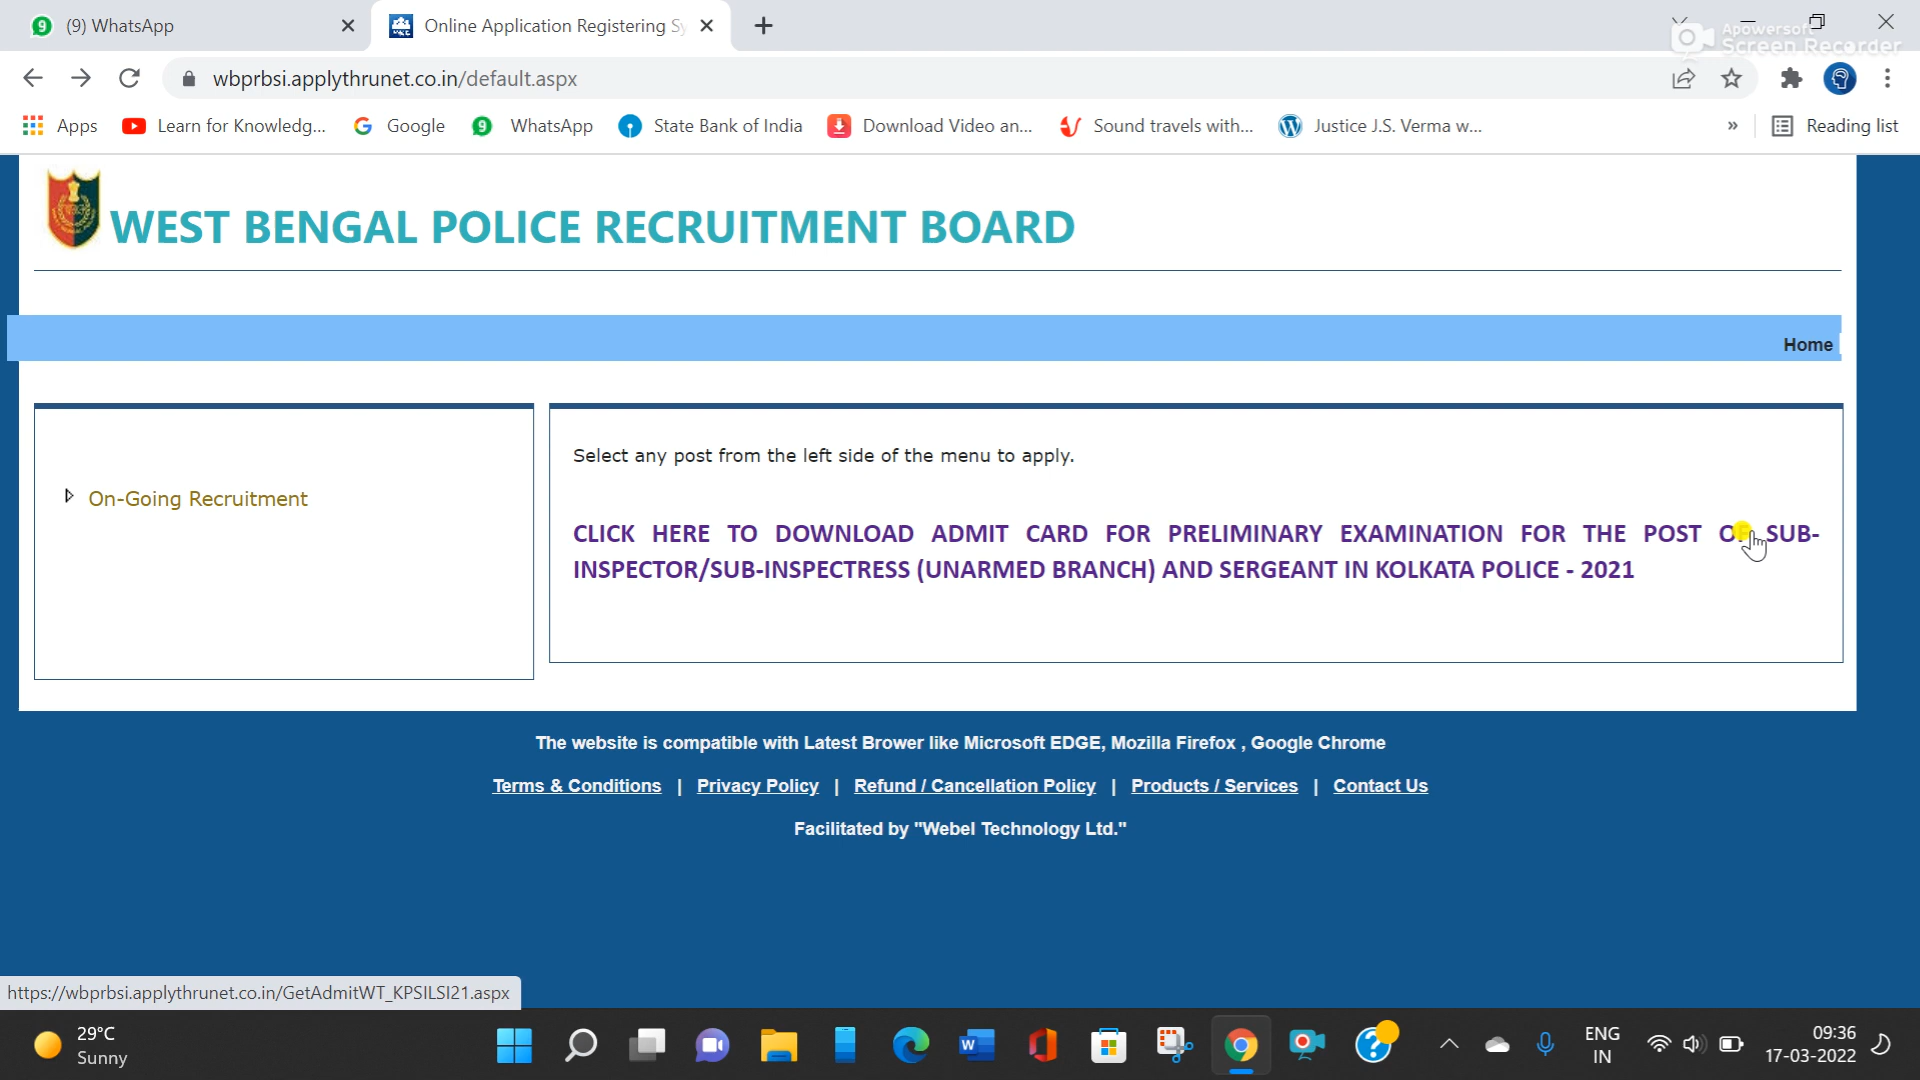 (9) WhatsApp
Online Application Registering Sy
Apowersoft
Screen Recorder
wbprbsi.applythrunet.co.in/default.aspx
Apps
Learn for Knowledg...
Google
WhatsApp
State Bank of India
Download Video an...
Sound travels with...
Justice J.S. Verma w...
»
Reading list
WEST BENGAL POLICE RECRUITMENT BOARD
Home
On-Going Recruitment
Select any post from the left side of the menu to apply.
CLICK HERE TO DOWNLOAD ADMIT CARD FOR PRELIMINARY EXAMINATION FOR THE POST OF SUB-
INSPECTOR/SUB-INSPECTRESS (UNARMED BRANCH) AND SERGEANT IN KOLKATA POLICE - 2021
The website is compatible with Latest Brower like Microsoft EDGE, Mozilla Firefox , Google Chrome
Terms & Conditions | Privacy Policy | Refund / Cancellation Policy | Products / Services | Contact Us
Facilitated by "Webel Technology Ltd."
https://wbprbsi.applythrunet.co.in/GetAdmitWT_KPSILSI21.aspx
29°C
Sunny
ENG
IN
09:36
17-03-2022